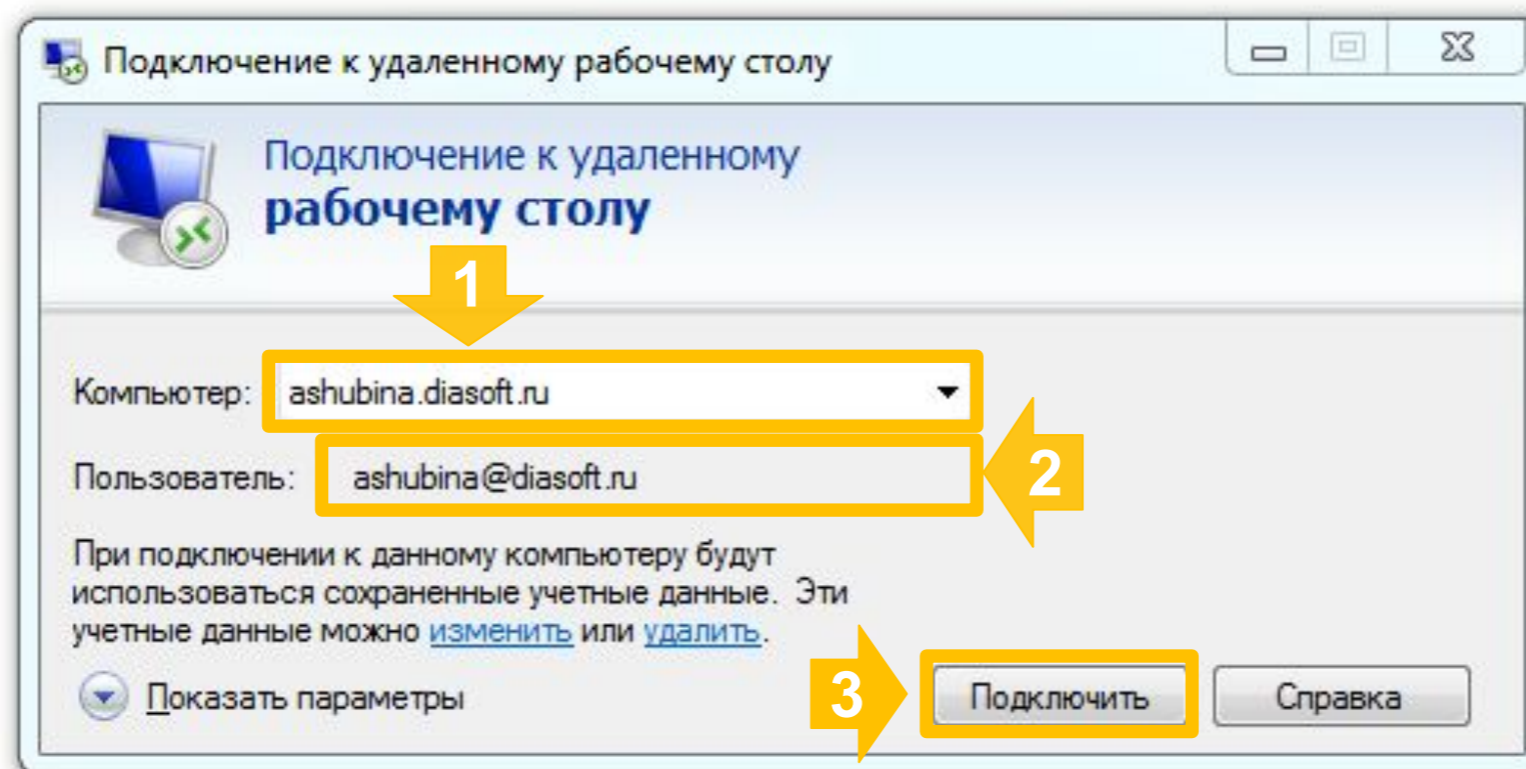 Подключение к удаленному рабочему столу
Подключение к удаленному
рабочему столу
1
Компьютер: ashubina.diasoft.ru
Пользователь: ashubina@diasoft.ru
2
При подключении к данному компьютеру будут
использоваться сохраненные учетные данные. Эти
учетные данные можно изменить или удалить.
Показать параметры
3
Подключить
Справка